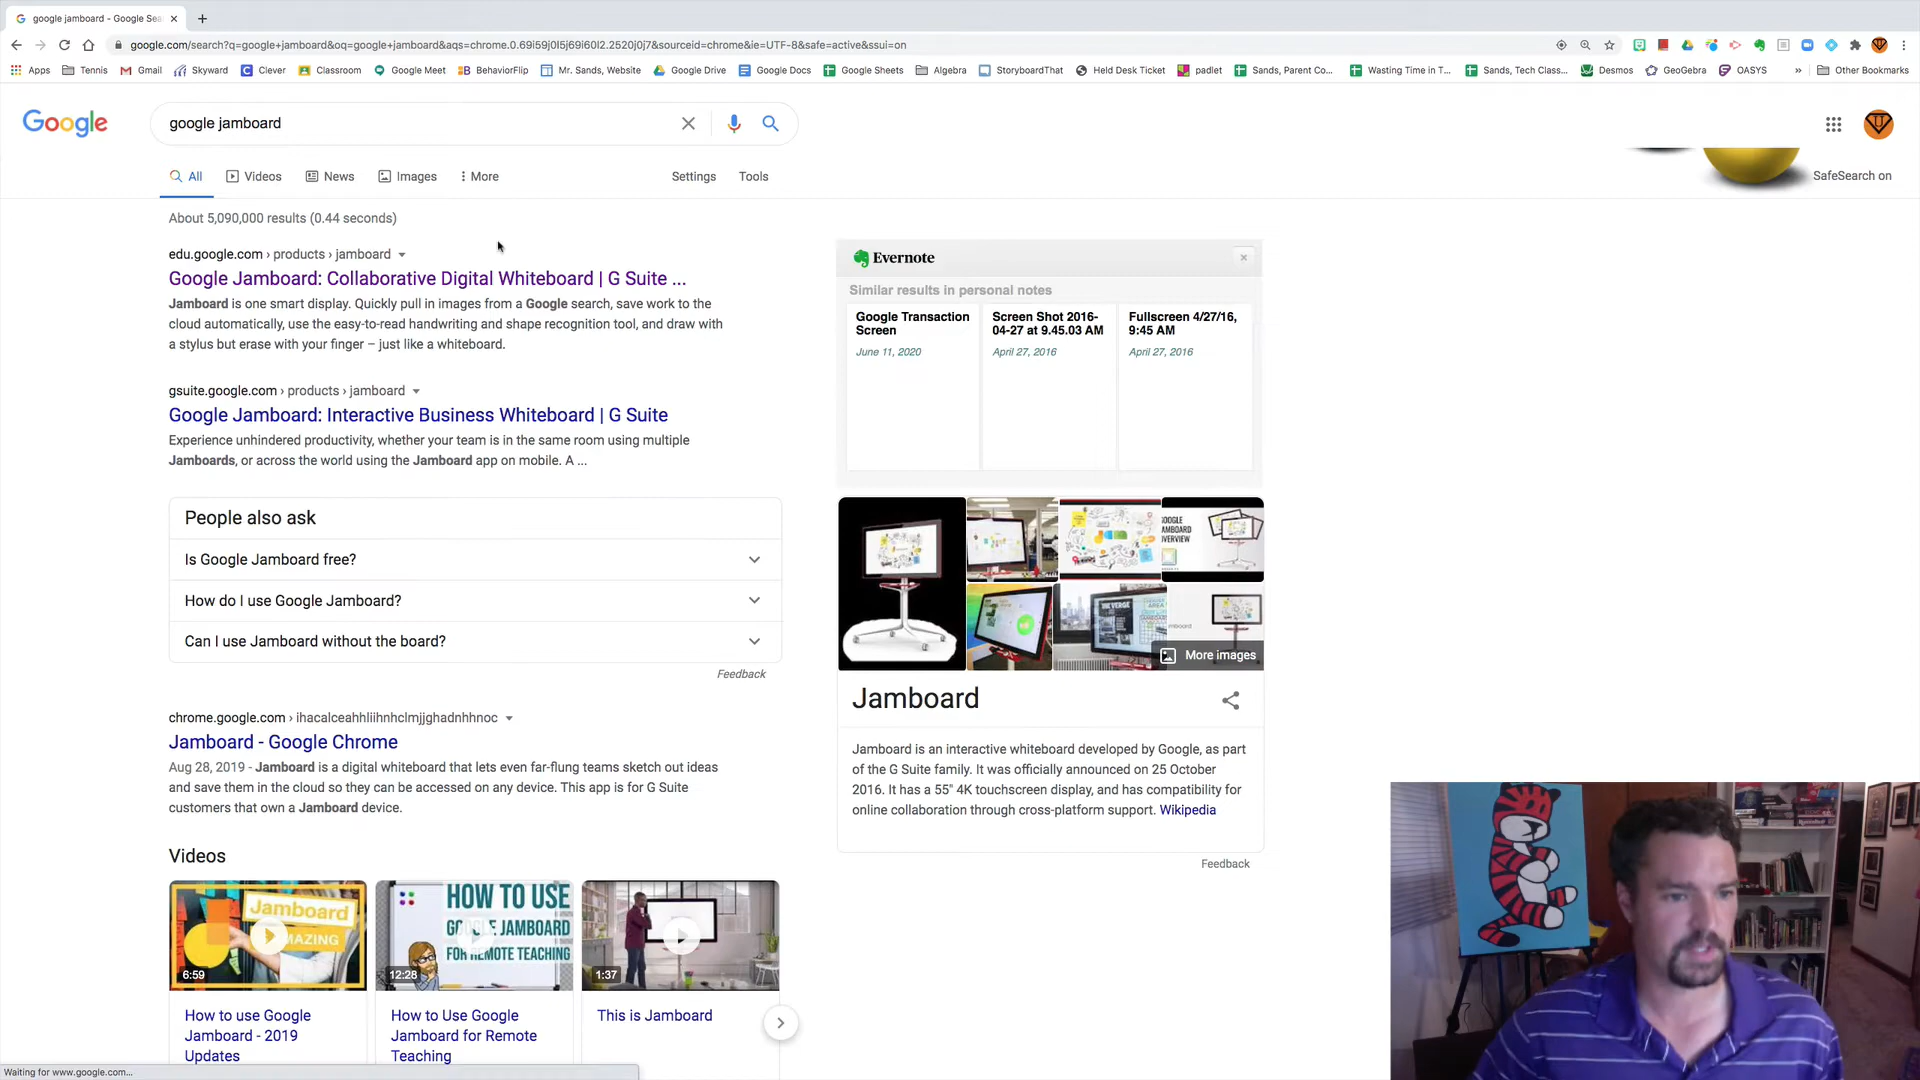 google jamboard - Google Sea
google.com/search?q=google+jamboard&oq=google+jamboard&aqs=chrome.0.69i59j0l5j69i60l2.2520j0j7&sourceid=chrome&ie=UTF-8&safe=active&ssui=on
Apps Tennis Gmail Skyward Clever Classroom Google Meet BehaviorFlip Mr. Sands, Website Google Drive Google Docs Google Sheets Algebra StoryboardThat Held Desk Ticket padlet Sands, Parent Co... Wasting Time in T... Sands, Tech Class... Desmos GeoGebra OASYS » Other Bookmarks
Google google jamboard
All Videos News Images More Settings Tools SafeSearch on
About 5,090,000 results (0.44 seconds)
edu.google.com › products › jamboard
Google Jamboard: Collaborative Digital Whiteboard | G Suite ...
Jamboard is one smart display. Quickly pull in images from a Google search, save work to the
cloud automatically, use the easy-to-read handwriting and shape recognition tool, and draw with
a stylus but erase with your finger – just like a whiteboard.
gsuite.google.com › products › jamboard
Google Jamboard: Interactive Business Whiteboard | G Suite
Experience unhindered productivity, whether your team is in the same room using multiple
Jamboards, or across the world using the Jamboard app on mobile. A ...
People also ask
Is Google Jamboard free?
How do I use Google Jamboard?
Can I use Jamboard without the board?
Feedback
chrome.google.com › ihacalceahhliihnhclmjjghadnhhnoc
Jamboard - Google Chrome
Aug 28, 2019 - Jamboard is a digital whiteboard that lets even far-flung teams sketch out ideas
and save them in the cloud so they can be accessed on any device. This app is for G Suite
customers that own a Jamboard device.
Videos
Jamboard
AMAZING
6:59
HOW TO USE
GOOGLE JAMBOARD
FOR REMOTE TEACHING
12:28
1:37
How to use Google
Jamboard - 2019
Updates
How to Use Google
Jamboard for Remote
Teaching
This is Jamboard
Waiting for www.google.com...
Evernote
Similar results in personal notes
Google Transaction
Screen
June 11, 2020
Screen Shot 2016-
04-27 at 9.45.03 AM
April 27, 2016
Fullscreen 4/27/16,
9:45 AM
April 27, 2016
More images
Jamboard
Jamboard is an interactive whiteboard developed by Google, as part
of the G Suite family. It was officially announced on 25 October
2016. It has a 55" 4K touchscreen display, and has compatibility for
online collaboration through cross-platform support. Wikipedia
Feedback